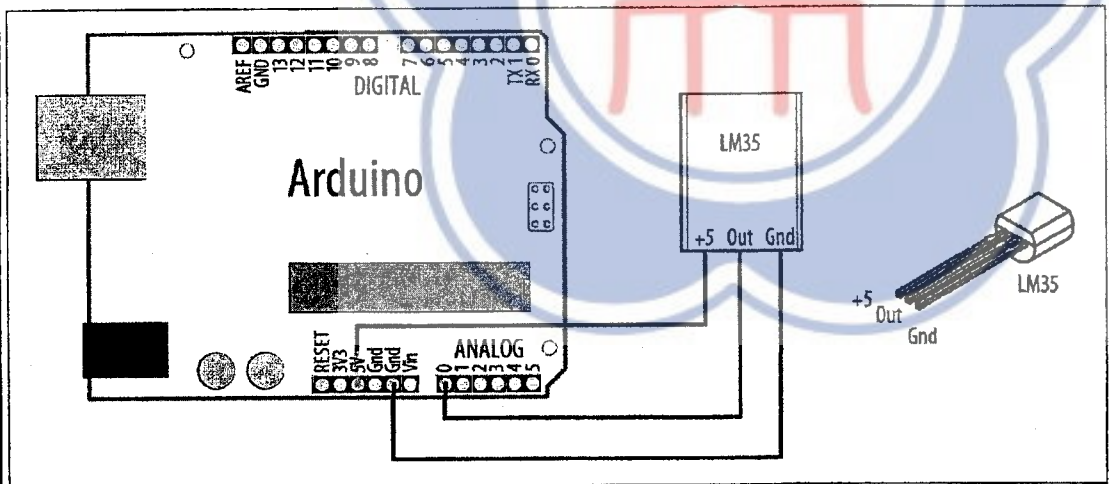 AREF
GND
13
12
11
10
9
8
7
6
5
4
3
2
TX 1
RX 0
DIGITAL
Arduino
LM35
+5 Out Gnd
LM35
+5
Out
Gnd
ANALOG
RESET
3V3
5V
Gnd
Gnd
Vin
0
1
2
3
4
5